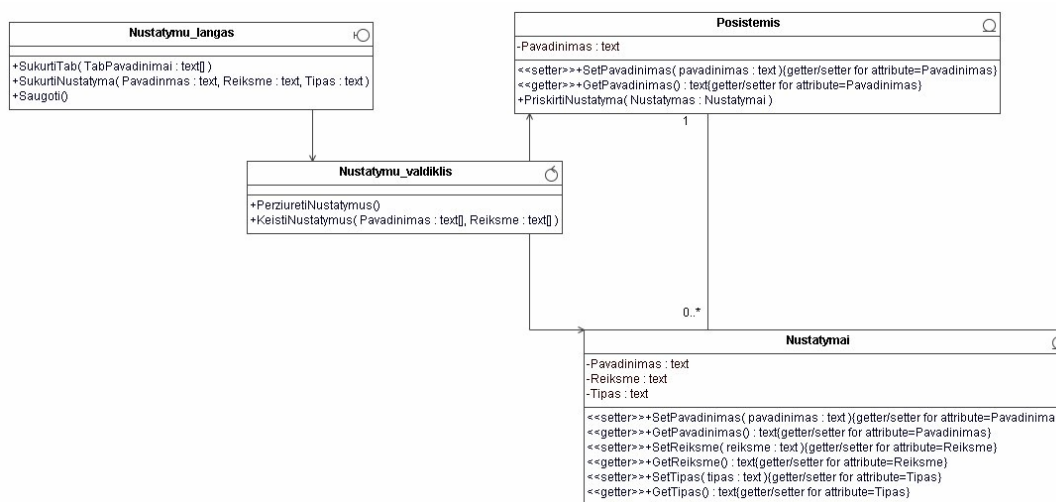 Nustatymu_langas
+SukurtiTab( TabPavadinimai : text[] )
+SukurtiNustatyma( Pavadinmas : text, Reiksme : text, Tipas : text )
+Saugoti()
Posistemis
-Pavadinimas : text
<<setter>>+SetPavadinimas( pavadinimas : text ){getter/setter for attribute=Pavadinimas}
<<getter>>+GetPavadinimas() : text{getter/setter for attribute=Pavadinimas}
+PriskirtiNustatyma( Nustatymas : Nustatymai )
1
Nustatymu_valdiklis
+PerziuretiNustatymus()
+KeistiNustatymus( Pavadinimas : text[], Reiksme : text[] )
0..*
Nustatymai
-Pavadinimas : text
-Reiksme : text
-Tipas : text
<<setter>>+SetPavadinimas( pavadinimas : text ){getter/setter for attribute=Pavadinima
<<getter>>+GetPavadinimas() : text{getter/setter for attribute=Pavadinimas}
<<setter>>+SetReiksme( reiksme : text ){getter/setter for attribute=Reiksme}
<<getter>>+GetReiksme() : text{getter/setter for attribute=Reiksme}
<<setter>>+SetTipas( tipas : text ){getter/setter for attribute=Tipas}
<<getter>>+GetTipas() : text{getter/setter for attribute=Tipas}